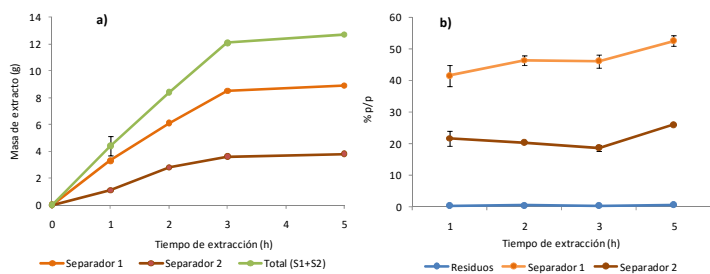 a)
Masa de extracto (g)
14
12
10
8
6
4
2
0
0 1 2 3 4 5
Tiempo de extracción (h)
Separador 1 Separador 2 Total (S1+S2)
b)
% p/p
60
50
40
30
20
10
0
1 2 3 5
Tiempo de extracción (h)
Residuos Separador 1 Separador 2